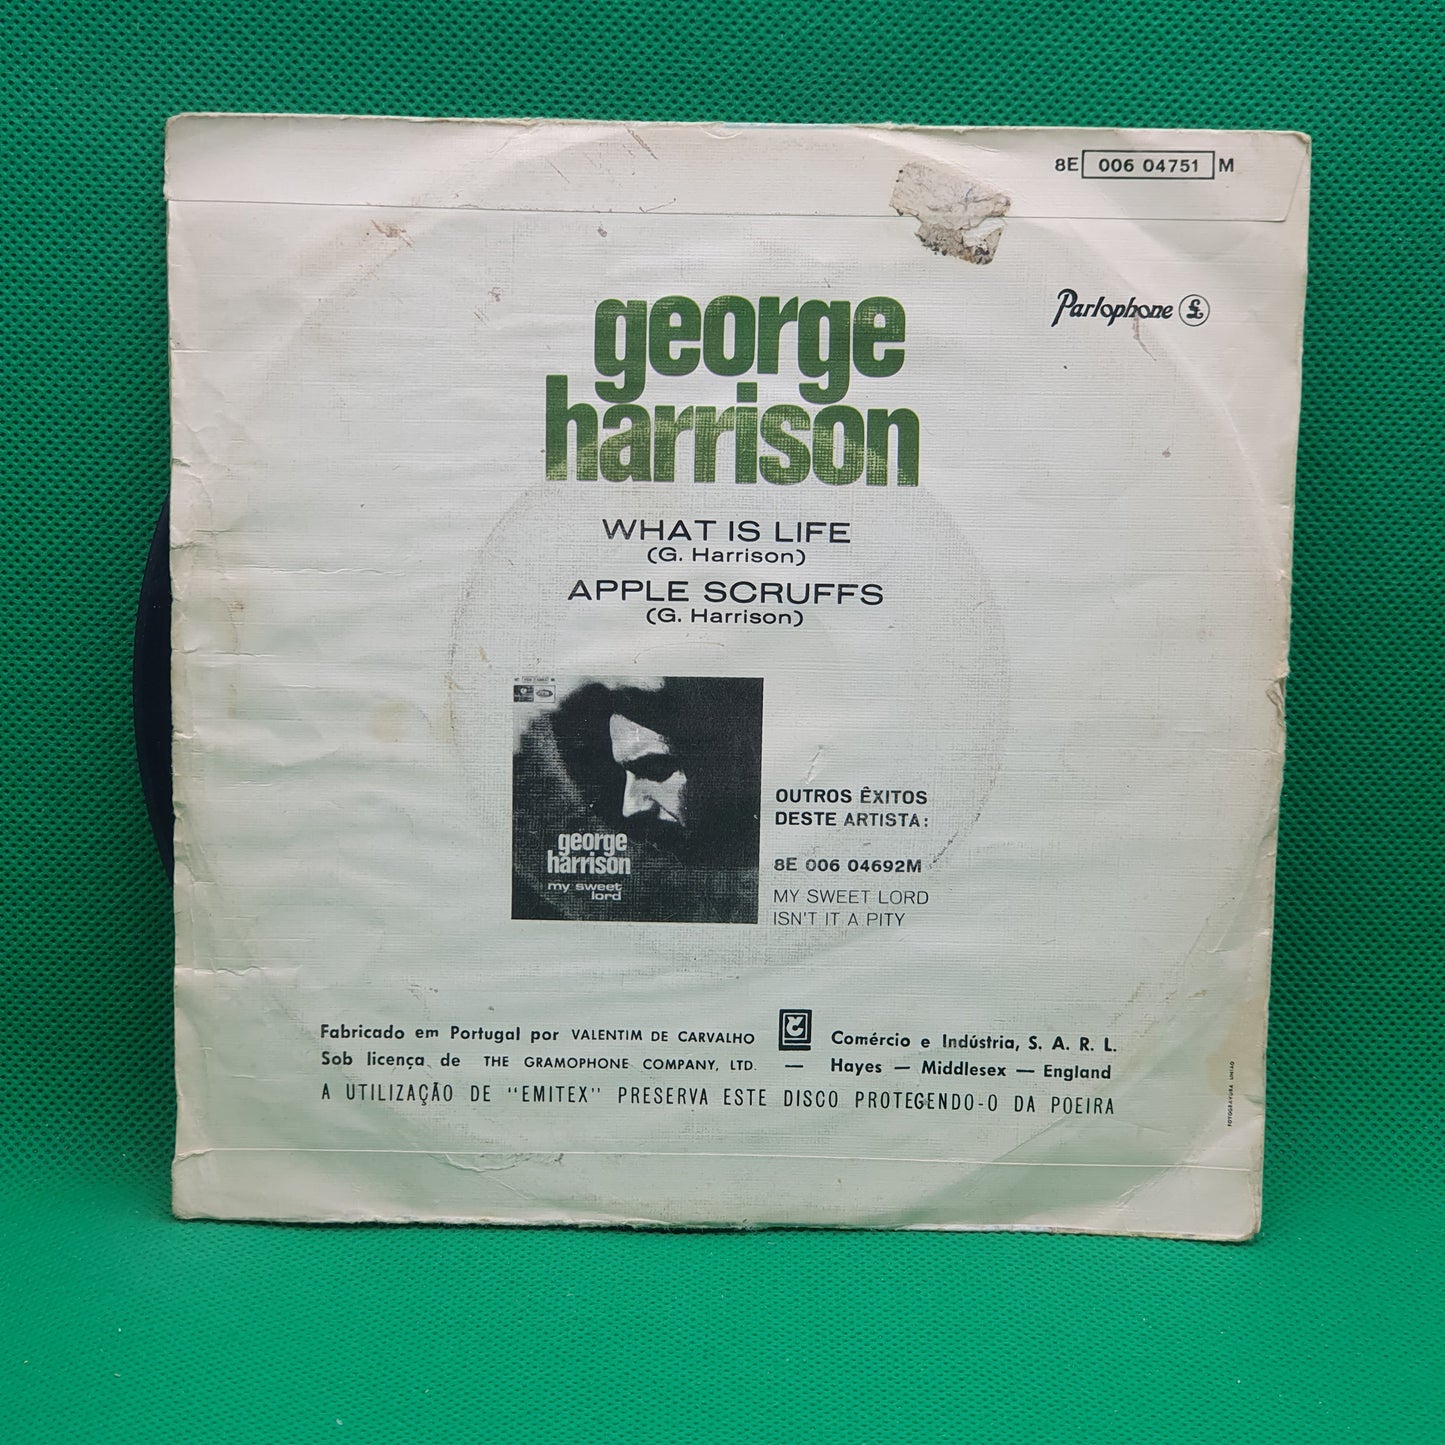 8E 006 04751 M
Parlophone £
george
harrison
WHAT IS LIFE
(G. Harrison)
APPLE SCRUFFS
(G. Harrison)
george
harrison
my sweet
lord
OUTROS ÊXITOS
DESTE ARTISTA:
8E 006 04692M
MY SWEET LORD
ISN'T IT A PITY
Fabricado em Portugal por VALENTIM DE CARVALHO Comércio e Indústria, S. A. R. L.
Sob licença de THE GRAMOPHONE COMPANY, LTD. — Hayes — Middlesex — England
A UTILIZAÇÃO DE "EMITEX" PRESERVA ESTE DISCO PROTEGENDO-O DA POEIRA
FOTOGRAVURA UNIÃO